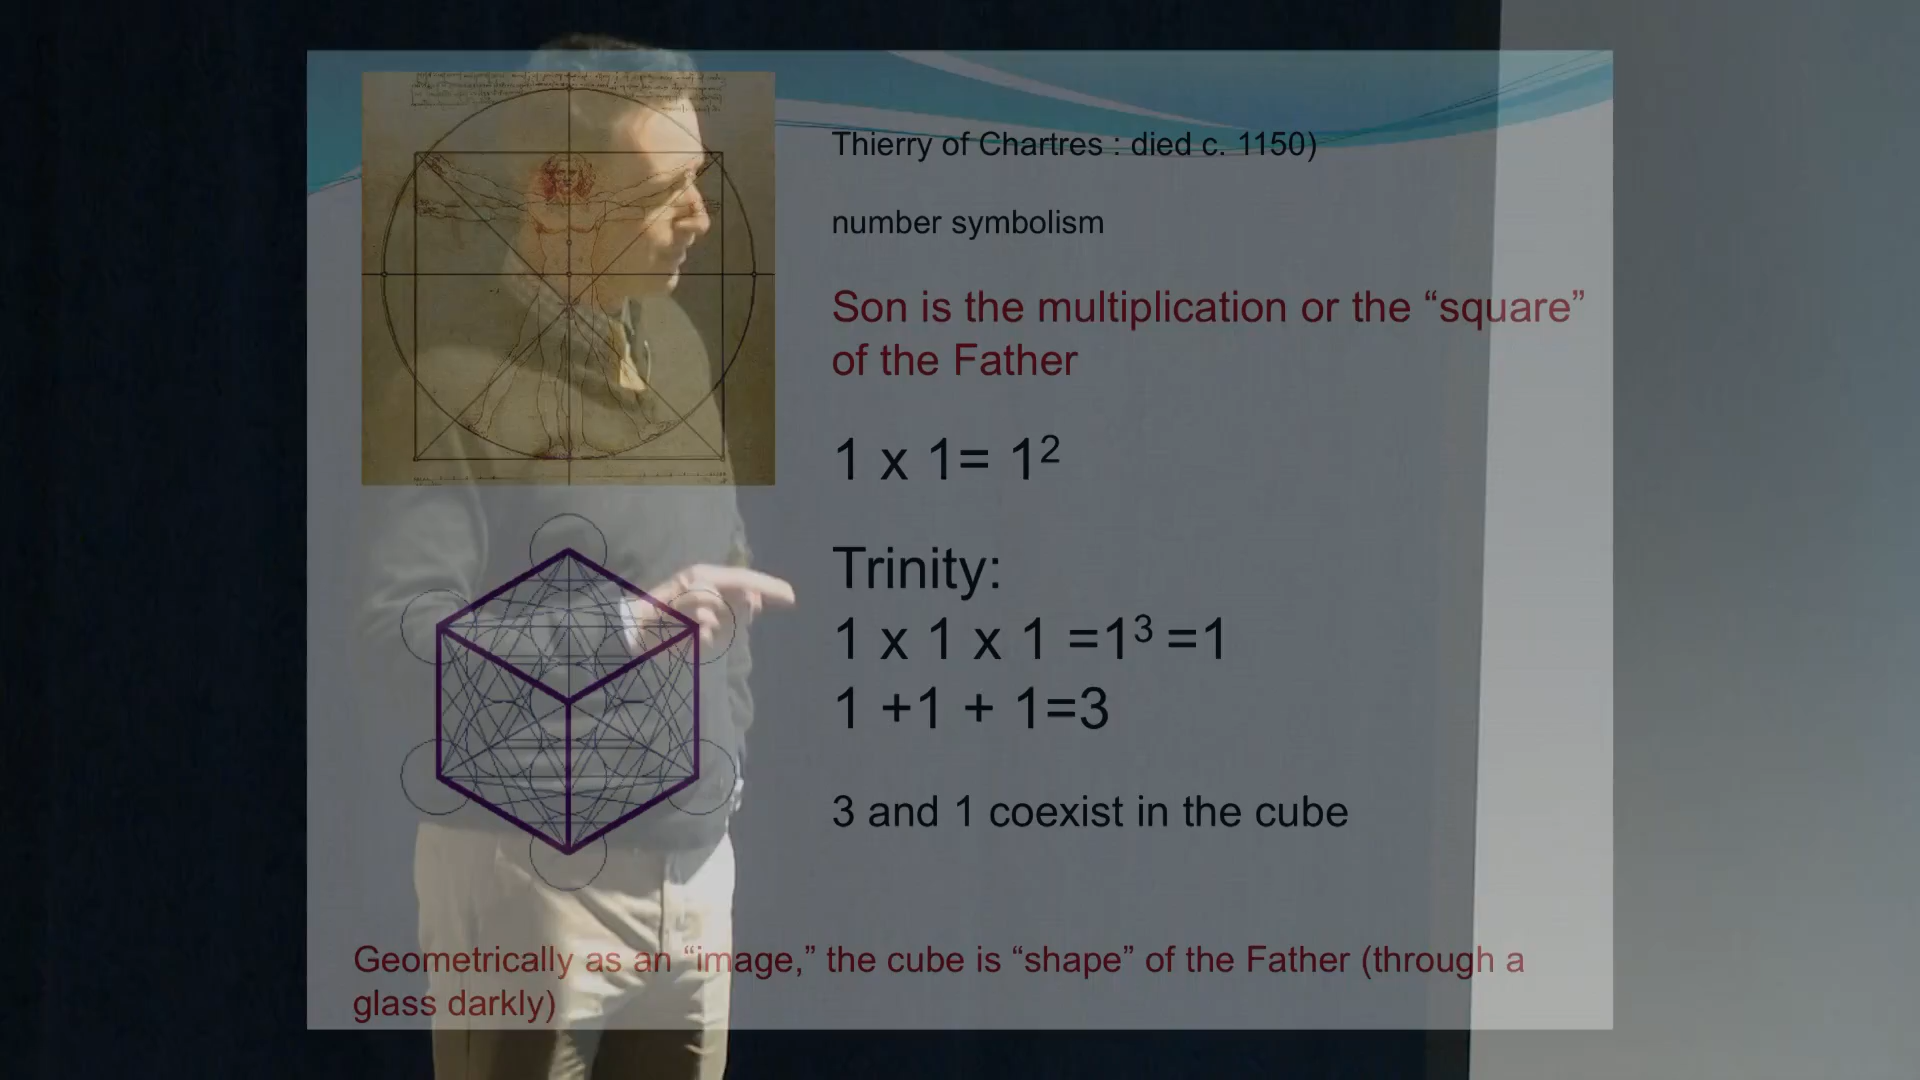 Thierry of Chartres : died c. 1150)
number symbolism
Son is the multiplication or the “square”
of the Father
1 x 1= 1²
Trinity:
1 x 1 x 1 =1³ =1
1 +1 + 1=3
3 and 1 coexist in the cube
Geometrically as an “image,” the cube is “shape” of the Father (through a
glass darkly)